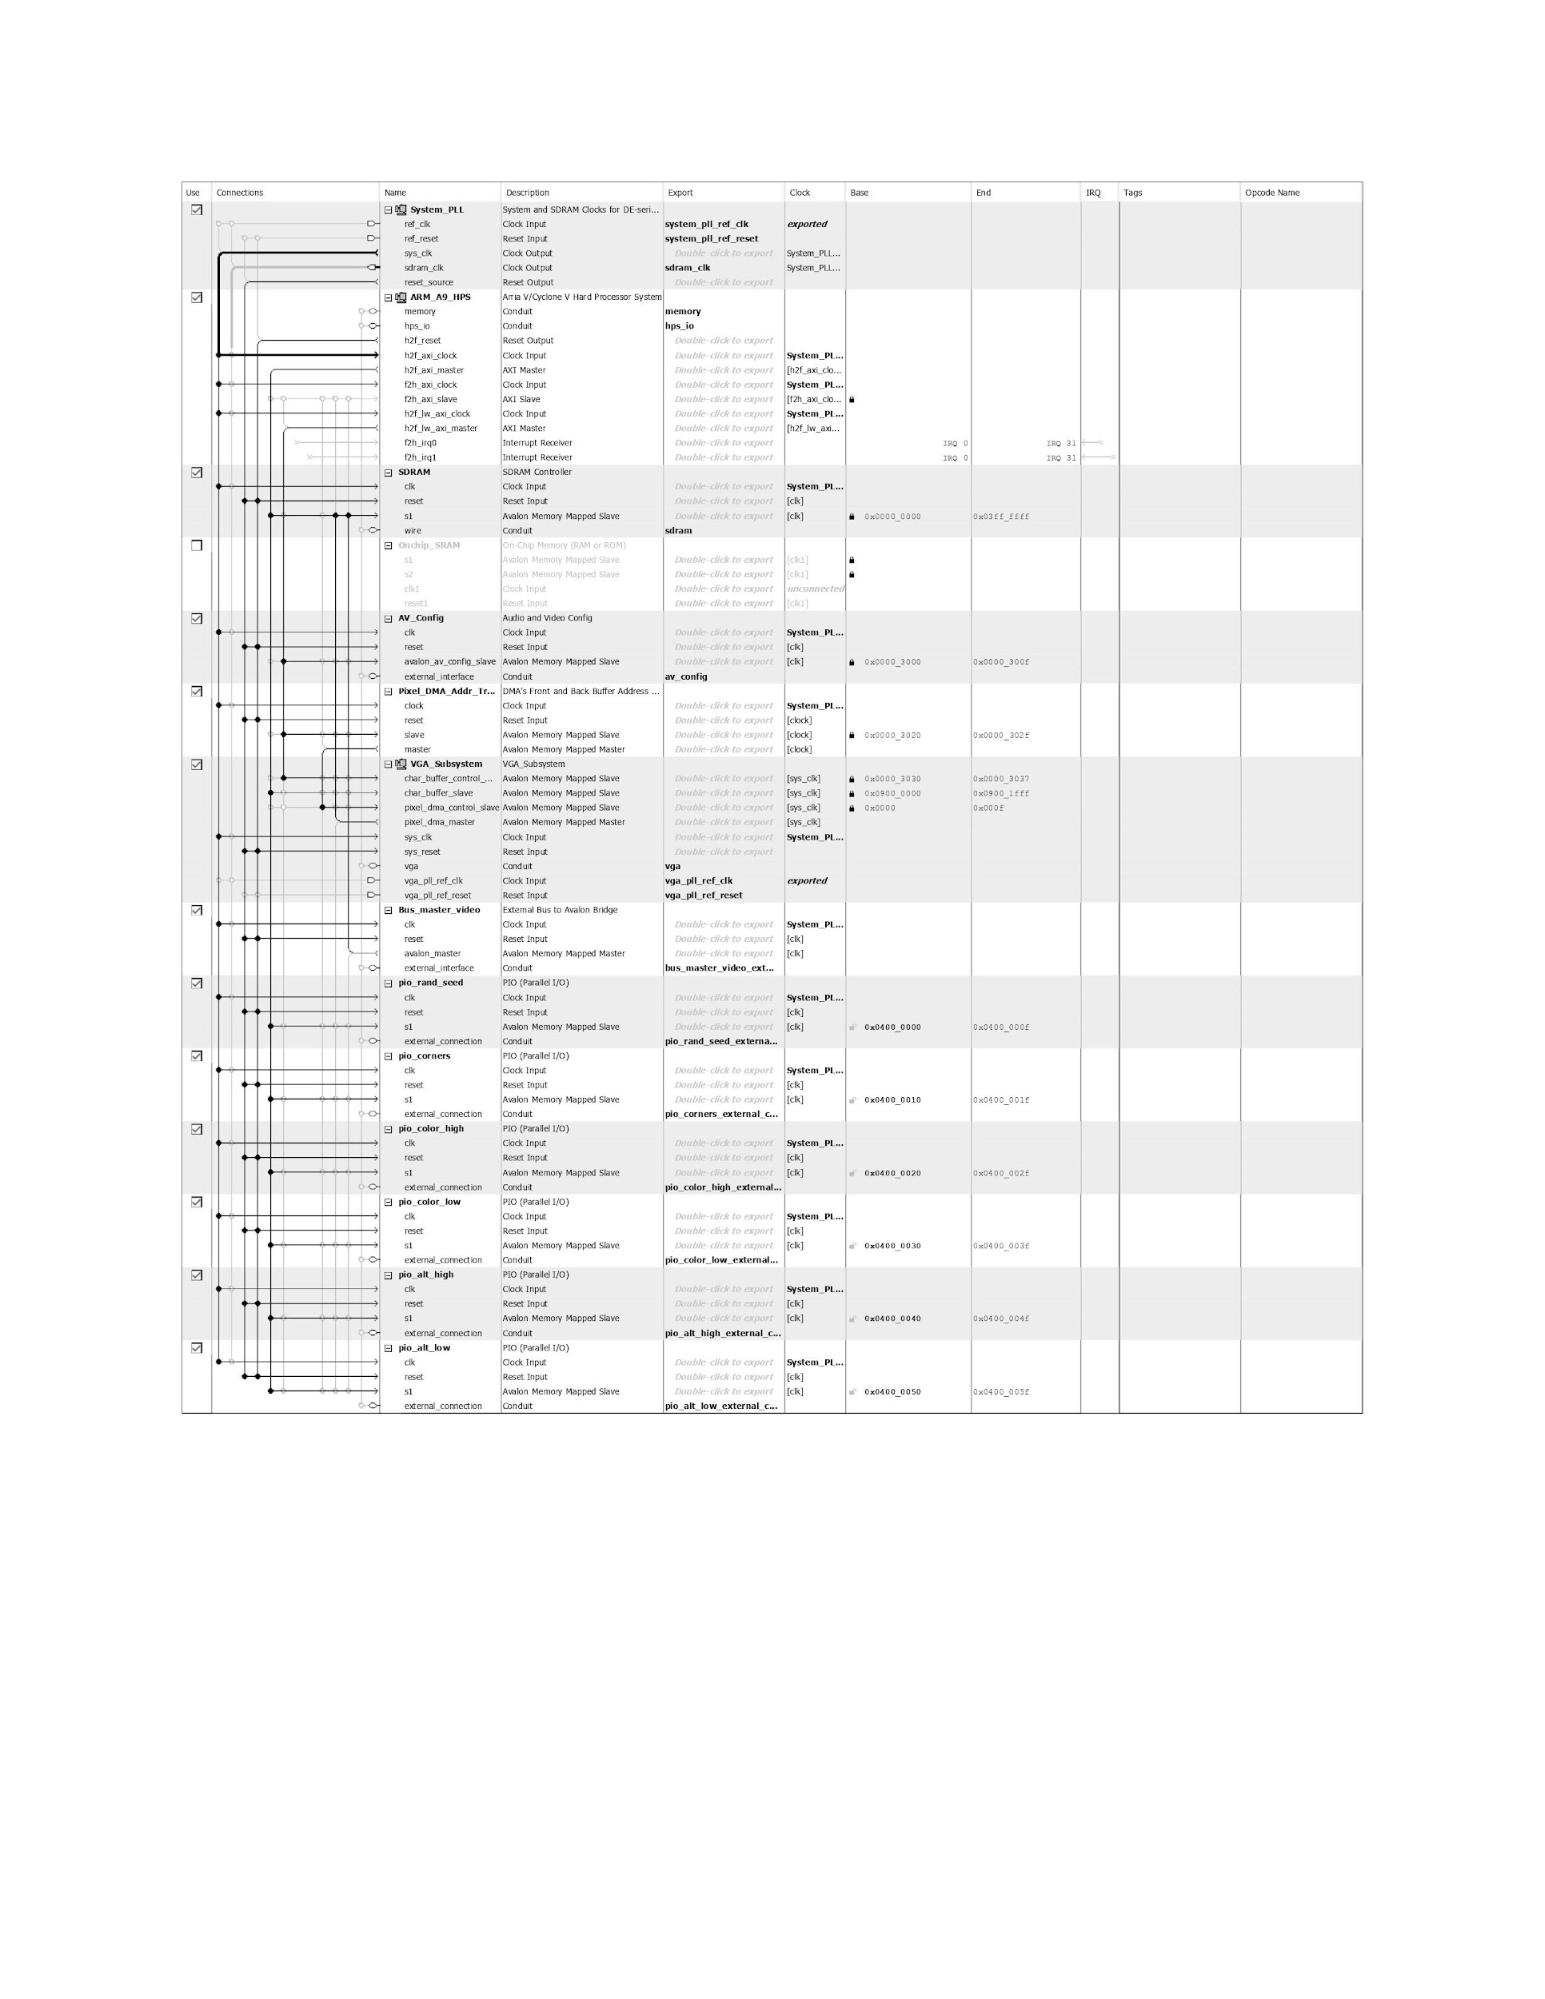 Use Connections Name Description Export Clock Base End IRQ Tags Opcode Name
System_PLL System and SDRAM Clocks for DE-seri...
ref_clk Clock Input system_pll_ref_clk exported
ref_reset Reset Input system_pll_ref_reset
sys_clk Clock Output Double-click to export System_PLL...
sdram_clk Clock Output sdram_clk System_PLL...
reset_source Reset Output Double-click to export
ARM_A9_HPS Arria V/Cyclone V Hard Processor System
memory Conduit memory
hps_io Conduit hps_io
h2f_reset Reset Output Double-click to export
h2f_axi_clock Clock Input Double-click to export System_PL...
h2f_axi_master AXI Master Double-click to export [h2f_axi_clo...
f2h_axi_clock Clock Input Double-click to export System_PL...
f2h_axi_slave AXI Slave Double-click to export [f2h_axi_clo...
h2f_lw_axi_clock Clock Input Double-click to export System_PL...
h2f_lw_axi_master AXI Master Double-click to export [h2f_lw_axi...
f2h_irq0 Interrupt Receiver Double-click to export IRQ 0 IRQ 31
f2h_irq1 Interrupt Receiver Double-click to export IRQ 0 IRQ 31
SDRAM SDRAM Controller
clk Clock Input Double-click to export System_PL...
reset Reset Input Double-click to export [clk]
s1 Avalon Memory Mapped Slave Double-click to export [clk] 0x0000_0000 0x03ff_ffff
wire Conduit sdram
Onchip_SRAM On-Chip Memory (RAM or ROM)
s1 Avalon Memory Mapped Slave Double-click to export [clk1]
s2 Avalon Memory Mapped Slave Double-click to export [clk1]
clk1 Clock Input Double-click to export unconnected
reset1 Reset Input Double-click to export [clk1]
AV_Config Audio and Video Config
clk Clock Input Double-click to export System_PL...
reset Reset Input Double-click to export [clk]
avalon_av_config_slave Avalon Memory Mapped Slave Double-click to export [clk] 0x0000_3000 0x0000_300f
external_interface Conduit av_config
Pixel_DMA_Addr_Tr... DMA's Front and Back Buffer Address ...
clock Clock Input Double-click to export System_PL...
reset Reset Input Double-click to export [clock]
slave Avalon Memory Mapped Slave Double-click to export [clock] 0x0000_3020 0x0000_302f
master Avalon Memory Mapped Master Double-click to export [clock]
VGA_Subsystem VGA_Subsystem
char_buffer_control_... Avalon Memory Mapped Slave Double-click to export [sys_clk] 0x0000_3030 0x0000_3037
char_buffer_slave Avalon Memory Mapped Slave Double-click to export [sys_clk] 0x0900_0000 0x0900_1fff
pixel_dma_control_slave Avalon Memory Mapped Slave Double-click to export [sys_clk] 0x0000 0x000f
pixel_dma_master Avalon Memory Mapped Master Double-click to export [sys_clk]
sys_clk Clock Input Double-click to export System_PL...
sys_reset Reset Input Double-click to export
vga Conduit vga
vga_pll_ref_clk Clock Input vga_pll_ref_clk exported
vga_pll_ref_reset Reset Input vga_pll_ref_reset
Bus_master_video External Bus to Avalon Bridge
clk Clock Input Double-click to export System_PL...
reset Reset Input Double-click to export [clk]
avalon_master Avalon Memory Mapped Master Double-click to export [clk]
external_interface Conduit bus_master_video_ext...
pio_rand_seed PIO (Parallel I/O)
clk Clock Input Double-click to export System_PL...
reset Reset Input Double-click to export [clk]
s1 Avalon Memory Mapped Slave Double-click to export [clk] 0x0400_0000 0x0400_000f
external_connection Conduit pio_rand_seed_externa...
pio_corners PIO (Parallel I/O)
clk Clock Input Double-click to export System_PL...
reset Reset Input Double-click to export [clk]
s1 Avalon Memory Mapped Slave Double-click to export [clk] 0x0400_0010 0x0400_001f
external_connection Conduit pio_corners_external_c...
pio_color_high PIO (Parallel I/O)
clk Clock Input Double-click to export System_PL...
reset Reset Input Double-click to export [clk]
s1 Avalon Memory Mapped Slave Double-click to export [clk] 0x0400_0020 0x0400_002f
external_connection Conduit pio_color_high_external...
pio_color_low PIO (Parallel I/O)
clk Clock Input Double-click to export System_PL...
reset Reset Input Double-click to export [clk]
s1 Avalon Memory Mapped Slave Double-click to export [clk] 0x0400_0030 0x0400_003f
external_connection Conduit pio_color_low_external...
pio_alt_high PIO (Parallel I/O)
clk Clock Input Double-click to export System_PL...
reset Reset Input Double-click to export [clk]
s1 Avalon Memory Mapped Slave Double-click to export [clk] 0x0400_0040 0x0400_004f
external_connection Conduit pio_alt_high_external_c...
pio_alt_low PIO (Parallel I/O)
clk Clock Input Double-click to export System_PL...
reset Reset Input Double-click to export [clk]
s1 Avalon Memory Mapped Slave Double-click to export [clk] 0x0400_0050 0x0400_005f
external_connection Conduit pio_alt_low_external_c...